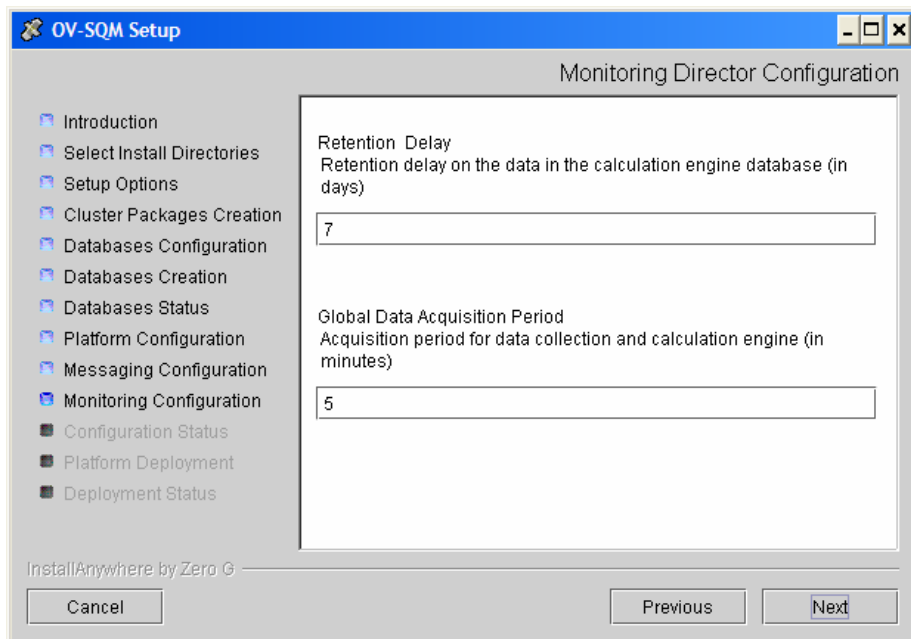 OV-SQM Setup
Monitoring Director Configuration
Introduction
Select Install Directories
Setup Options
Cluster Packages Creation
Databases Configuration
Databases Creation
Databases Status
Platform Configuration
Messaging Configuration
Monitoring Configuration
Configuration Status
Platform Deployment
Deployment Status
Retention Delay
Retention delay on the data in the calculation engine database (in
days)
7
Global Data Acquisition Period
Acquisition period for data collection and calculation engine (in
minutes)
5
InstallAnywhere by Zero G
Cancel
Previous
Next